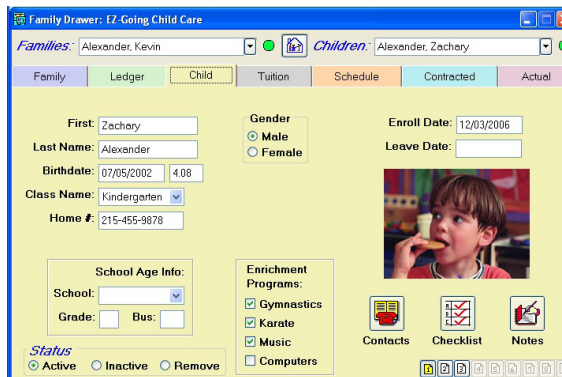 Family Drawer: EZ-Going Child Care
Families: Alexander, Kevin Children: Alexander, Zachary
Family Ledger Child Tuition Schedule Contracted Actual
First: Zachary
Last Name: Alexander
Birthdate: 07/05/2002 4.08
Class Name: Kindergarten
Home #: 215-455-9878
Gender
Male
Female
Enroll Date: 12/03/2006
Leave Date:
School Age Info:
School:
Grade: Bus:
Enrichment
Programs:
Gymnastics
Karate
Music
Computers
Contacts Checklist Notes
Status
Active Inactive Remove
1 2 3